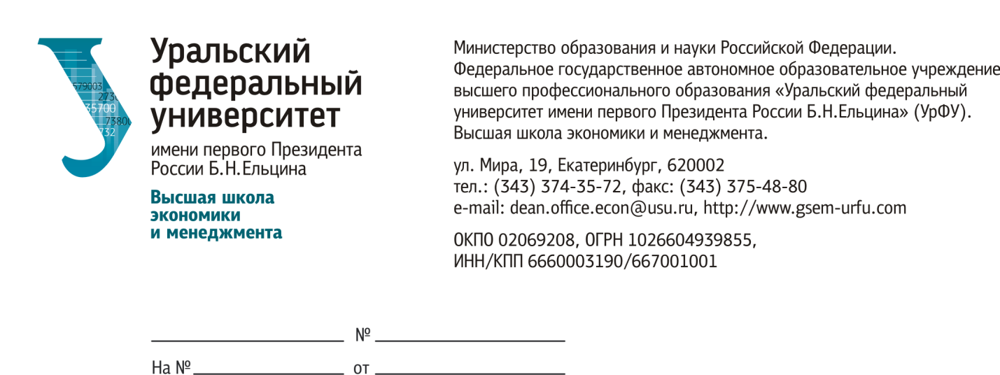 579003
273
35700
7380
732
Уральский
федеральный
университет
имени первого Президента
России Б.Н.Ельцина
Высшая школа
экономики
и менеджмента
Министерство образования и науки Российской Федерации.
Федеральное государственное автономное образовательное учреждение
высшего профессионального образования «Уральский федеральный
университет имени первого Президента России Б.Н.Ельцина» (УрФУ).
Высшая школа экономики и менеджмента.
ул. Мира, 19, Екатеринбург, 620002
тел.: (343) 374-35-72, факс: (343) 375-48-80
e-mail: dean.office.econ@usu.ru, http://www.gsem-urfu.com
ОКПО 02069208, ОГРН 1026604939855,
ИНН/КПП 6660003190/667001001
№
На № от